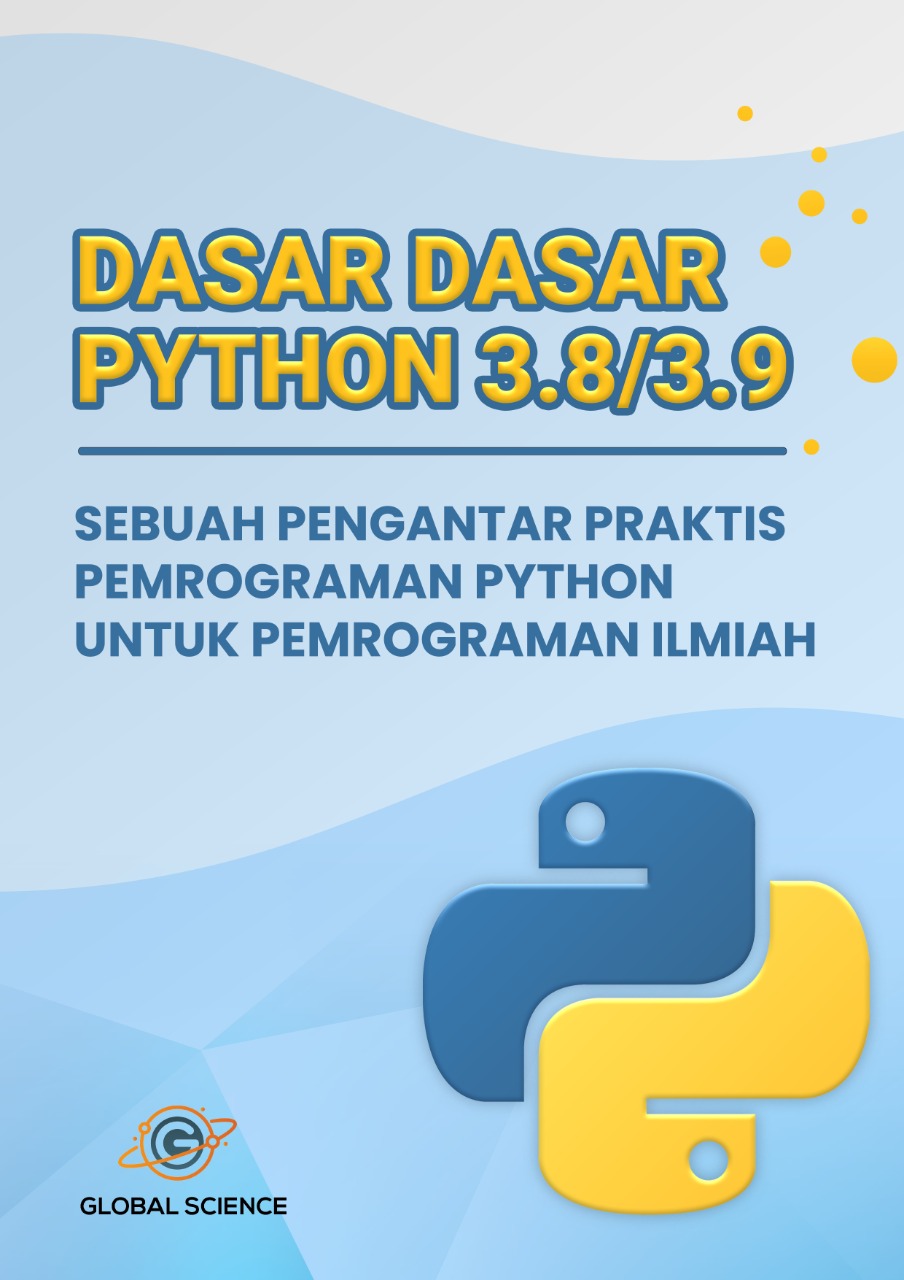 DASAR DASAR
PYTHON 3.8/3.9
SEBUAH PENGANTAR PRAKTIS
PEMROGRAMAN PYTHON
UNTUK PEMROGRAMAN ILMIAH
GLOBAL SCIENCE